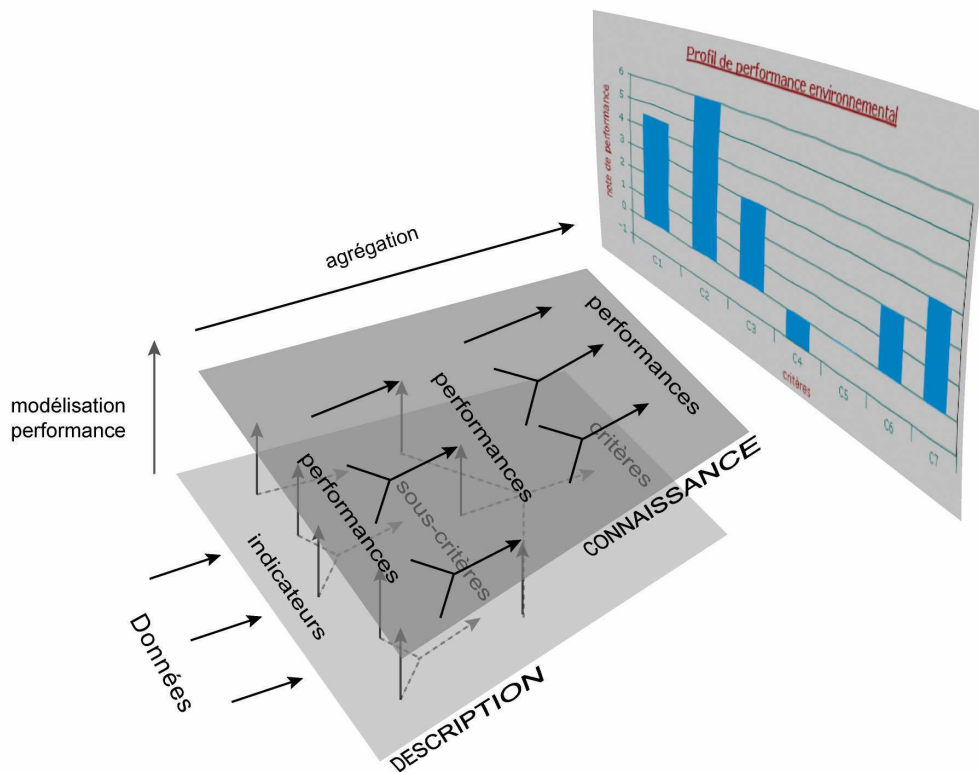 Profil de performance environnemental
note de performance
6
5
4
3
2
1
0
-1
C1
C2
C3
C4
C5
C6
C7
critères
agrégation
modélisation
performance
performances
performances
performances
critères
sous-critères
indicateurs
Données
CONNAISSANCE
DESCRIPTION